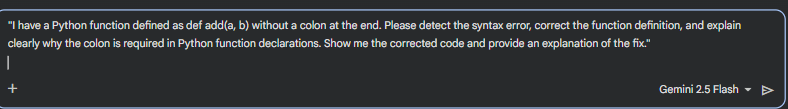 "I have a Python function defined as def add(a, b) without a colon at the end. Please detect the syntax error, correct the function definition, and explain
clearly why the colon is required in Python function declarations. Show me the corrected code and provide an explanation of the fix."
Gemini 2.5 Flash